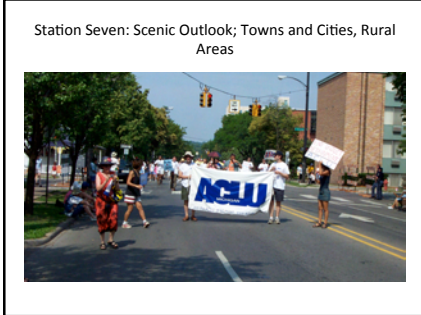 Station Seven: Scenic Outlook; Towns and Cities, Rural
Areas
ACLU